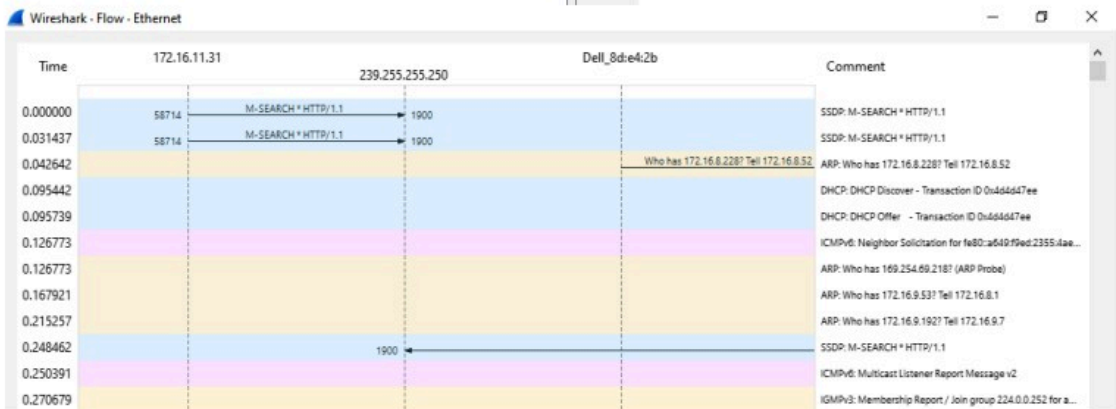 Wireshark · Flow · Ethernet
Time 172.16.11.31 239.255.255.250 Dell_8d:e4:2b Comment
0.000000 58714 M-SEARCH * HTTP/1.1 1900 SSDP: M-SEARCH * HTTP/1.1
0.031437 58714 M-SEARCH * HTTP/1.1 1900 SSDP: M-SEARCH * HTTP/1.1
0.042642 Who has 172.16.8.228? Tell 172.16.8.52 ARP: Who has 172.16.8.228? Tell 172.16.8.52
0.095442 DHCP: DHCP Discover - Transaction ID 0x4d4d47ee
0.095739 DHCP: DHCP Offer - Transaction ID 0x4d4d47ee
0.126773 ICMPv6: Neighbor Solicitation for fe80::a649:f9ed:2355:4ae...
0.126773 ARP: Who has 169.254.69.218? (ARP Probe)
0.167921 ARP: Who has 172.16.9.53? Tell 172.16.8.1
0.215257 ARP: Who has 172.16.9.192? Tell 172.16.9.7
0.248462 1900 SSDP: M-SEARCH * HTTP/1.1
0.250391 ICMPv6: Multicast Listener Report Message v2
0.270679 IGMPv3: Membership Report / Join group 224.0.0.252 for a...